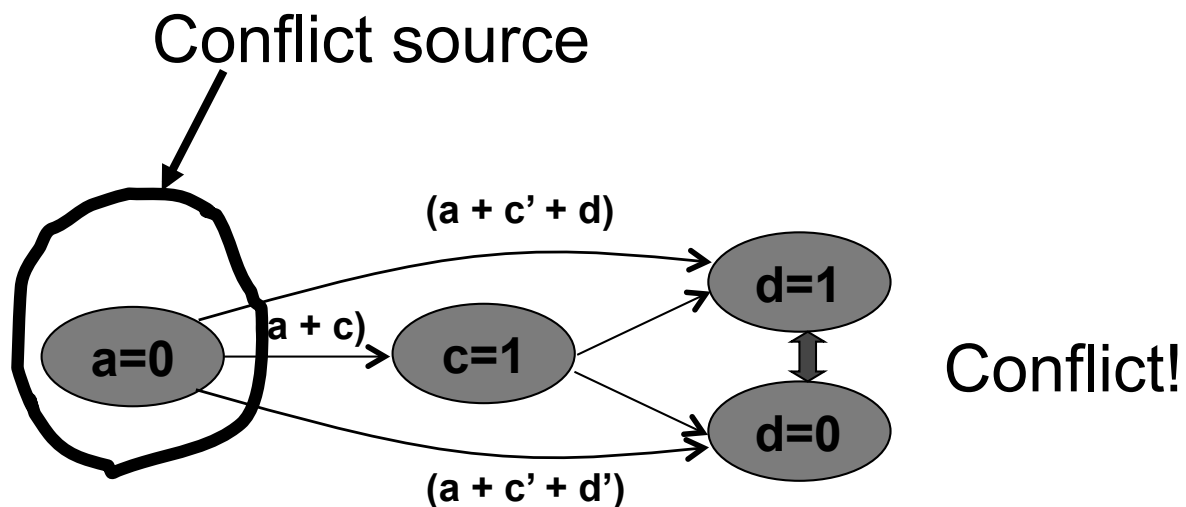 Conflict source
(a + c’ + d)
d=1
a + c)
a=0
c=1
Conflict!
d=0
(a + c’ + d’)